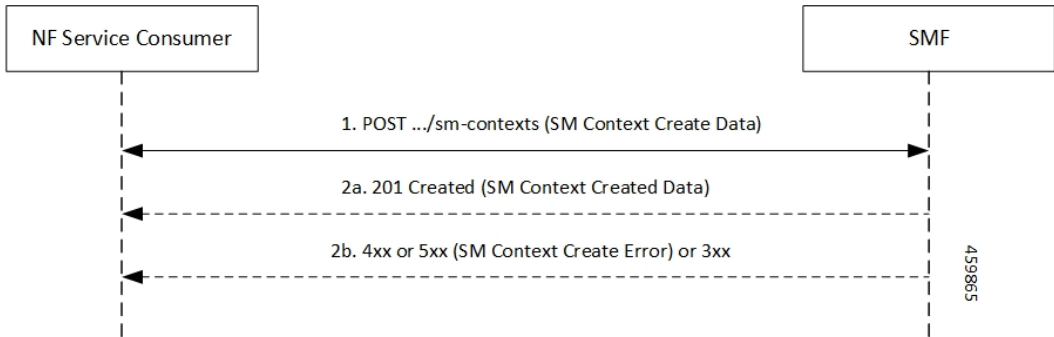 NF Service Consumer
SMF
1. POST .../sm-contexts (SM Context Create Data)
2a. 201 Created (SM Context Created Data)
2b. 4xx or 5xx (SM Context Create Error) or 3xx
459865